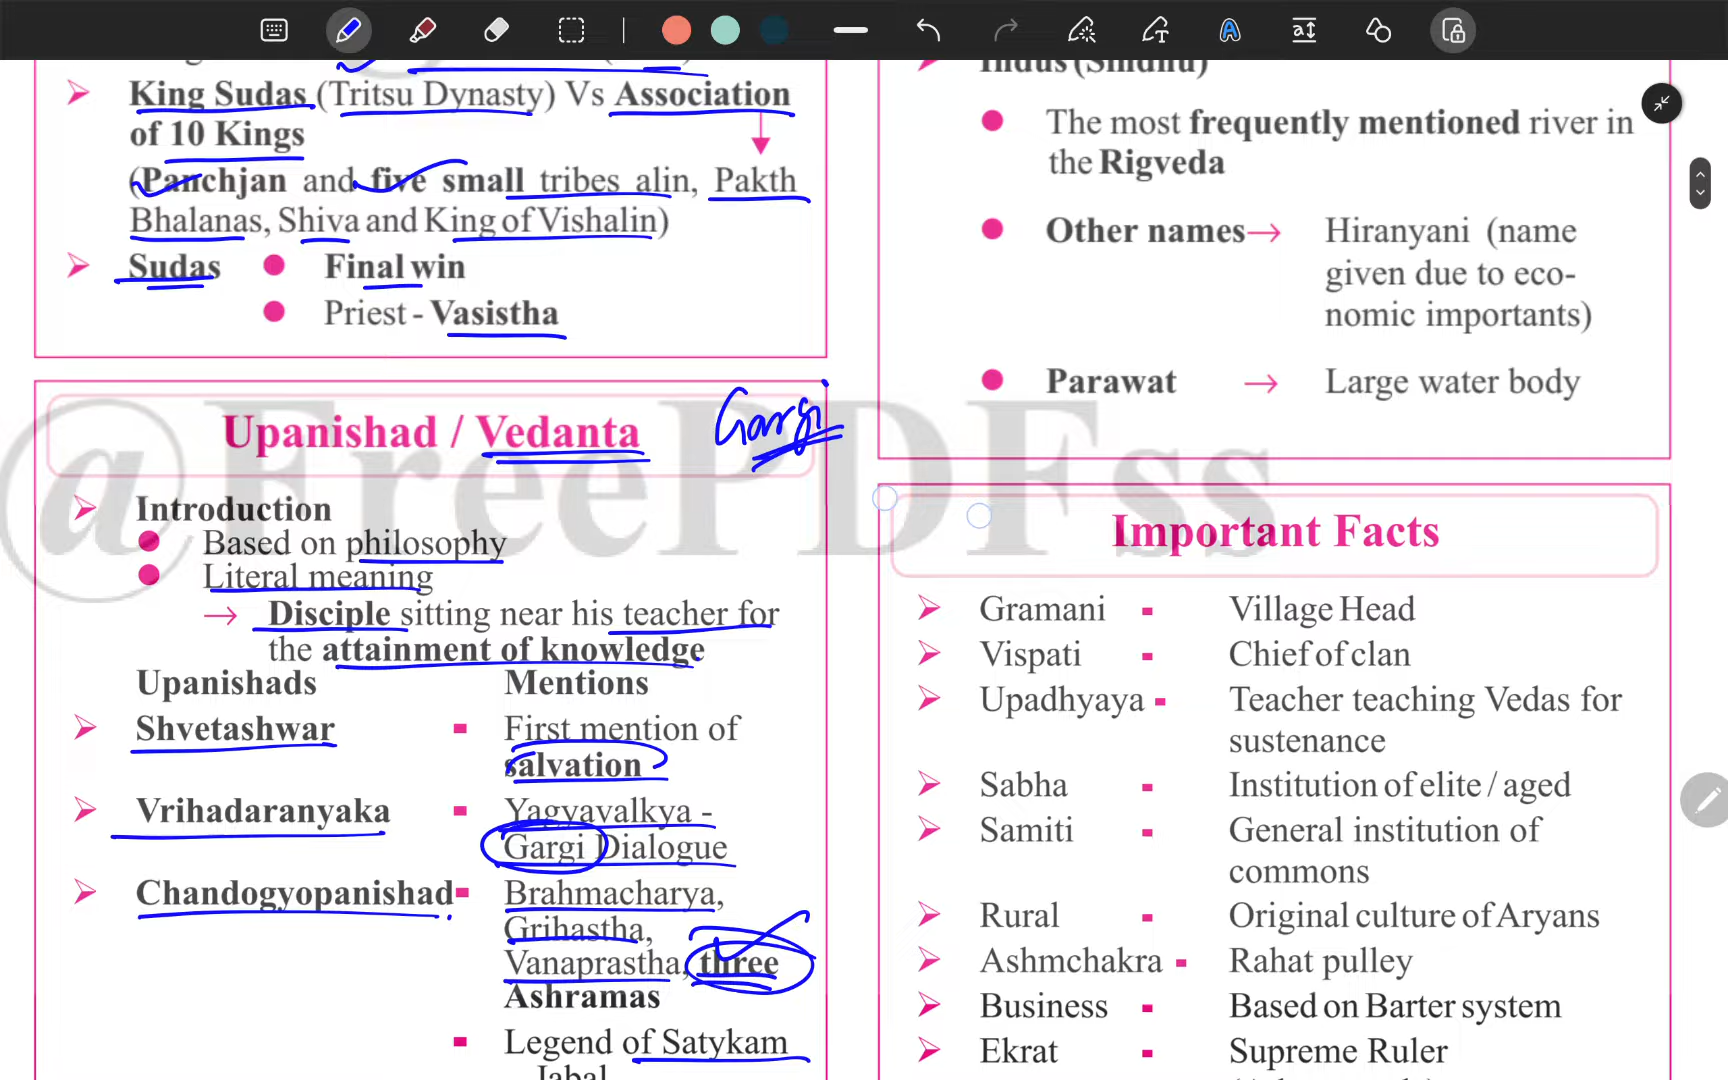 King Sudas (Tritsu Dynasty) Vs Association
of 10 Kings
(Panchjan and five small tribes alin, Pakth
Bhalanas, Shiva and King of Vishalin)
Sudas
Final win
Priest - Vasistha
Upanishad / Vedanta
Gargi
Introduction
Based on philosophy
Literal meaning
→ Disciple sitting near his teacher for
the attainment of knowledge
Upanishads Mentions
Shvetashwar - First mention of
salvation
Vrihadaranyaka - Yagyavalkya -
Gargi Dialogue
Chandogyopanishad - Brahmacharya,
Grihastha,
Vanaprastha, three
Ashramas
- Legend of Satykam
Jabal
Indus (Sindhu)
The most frequently mentioned river in
the Rigveda
Other names → Hiranyani (name
given due to eco-
nomic importants)
Parawat → Large water body
Important Facts
Gramani - Village Head
Vispati - Chief of clan
Upadhyaya - Teacher teaching Vedas for
sustenance
Sabha - Institution of elite / aged
Samiti - General institution of
commons
Rural - Original culture of Aryans
Ashmchakra - Rahat pulley
Business - Based on Barter system
Ekrat - Supreme Ruler
@FreePDFss